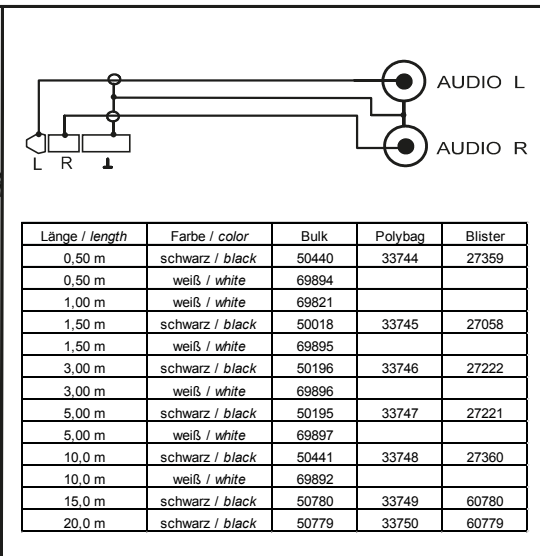 AUDIO L
AUDIO R
L R ⊥
Länge / length Farbe / color Bulk Polybag Blister
0,50 m schwarz / black 50440 33744 27359
0,50 m weiß / white 69894
1,00 m weiß / white 69821
1,50 m schwarz / black 50018 33745 27058
1,50 m weiß / white 69895
3,00 m schwarz / black 50196 33746 27222
3,00 m weiß / white 69896
5,00 m schwarz / black 50195 33747 27221
5,00 m weiß / white 69897
10,0 m schwarz / black 50441 33748 27360
10,0 m weiß / white 69892
15,0 m schwarz / black 50780 33749 60780
20,0 m schwarz / black 50779 33750 60779